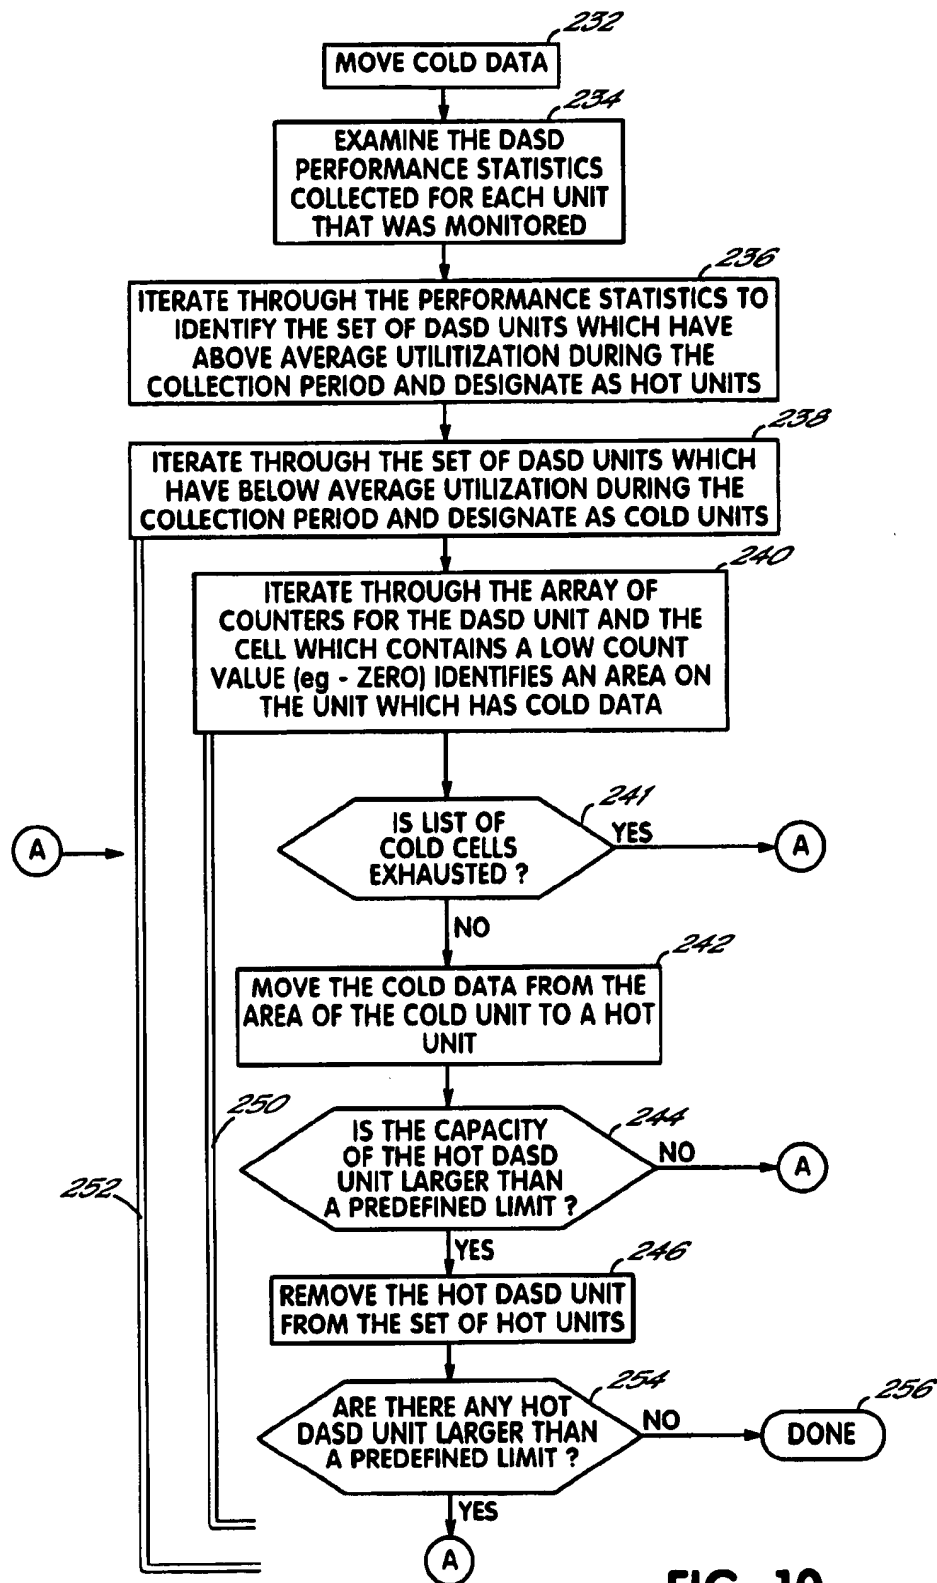 232
MOVE COLD DATA
234
EXAMINE THE DASD
PERFORMANCE STATISTICS
COLLECTED FOR EACH UNIT
THAT WAS MONITORED
236
ITERATE THROUGH THE PERFORMANCE STATISTICS TO
IDENTIFY THE SET OF DASD UNITS WHICH HAVE
ABOVE AVERAGE UTILITIZATION DURING THE
COLLECTION PERIOD AND DESIGNATE AS HOT UNITS
238
ITERATE THROUGH THE SET OF DASD UNITS WHICH
HAVE BELOW AVERAGE UTILIZATION DURING THE
COLLECTION PERIOD AND DESIGNATE AS COLD UNITS
240
ITERATE THROUGH THE ARRAY OF
COUNTERS FOR THE DASD UNIT AND THE
CELL WHICH CONTAINS A LOW COUNT
VALUE (eg - ZERO) IDENTIFIES AN AREA ON
THE UNIT WHICH HAS COLD DATA
241
IS LIST OF
COLD CELLS
EXHAUSTED ?
YES
A
A
NO
242
MOVE THE COLD DATA FROM THE
AREA OF THE COLD UNIT TO A HOT
UNIT
250
244
IS THE CAPACITY
OF THE HOT DASD
UNIT LARGER THAN
A PREDEFINED LIMIT ?
NO
A
252
YES
246
REMOVE THE HOT DASD UNIT
FROM THE SET OF HOT UNITS
254
ARE THERE ANY HOT
DASD UNIT LARGER THAN
A PREDEFINED LIMIT ?
NO
256
DONE
YES
A
FIG. 10